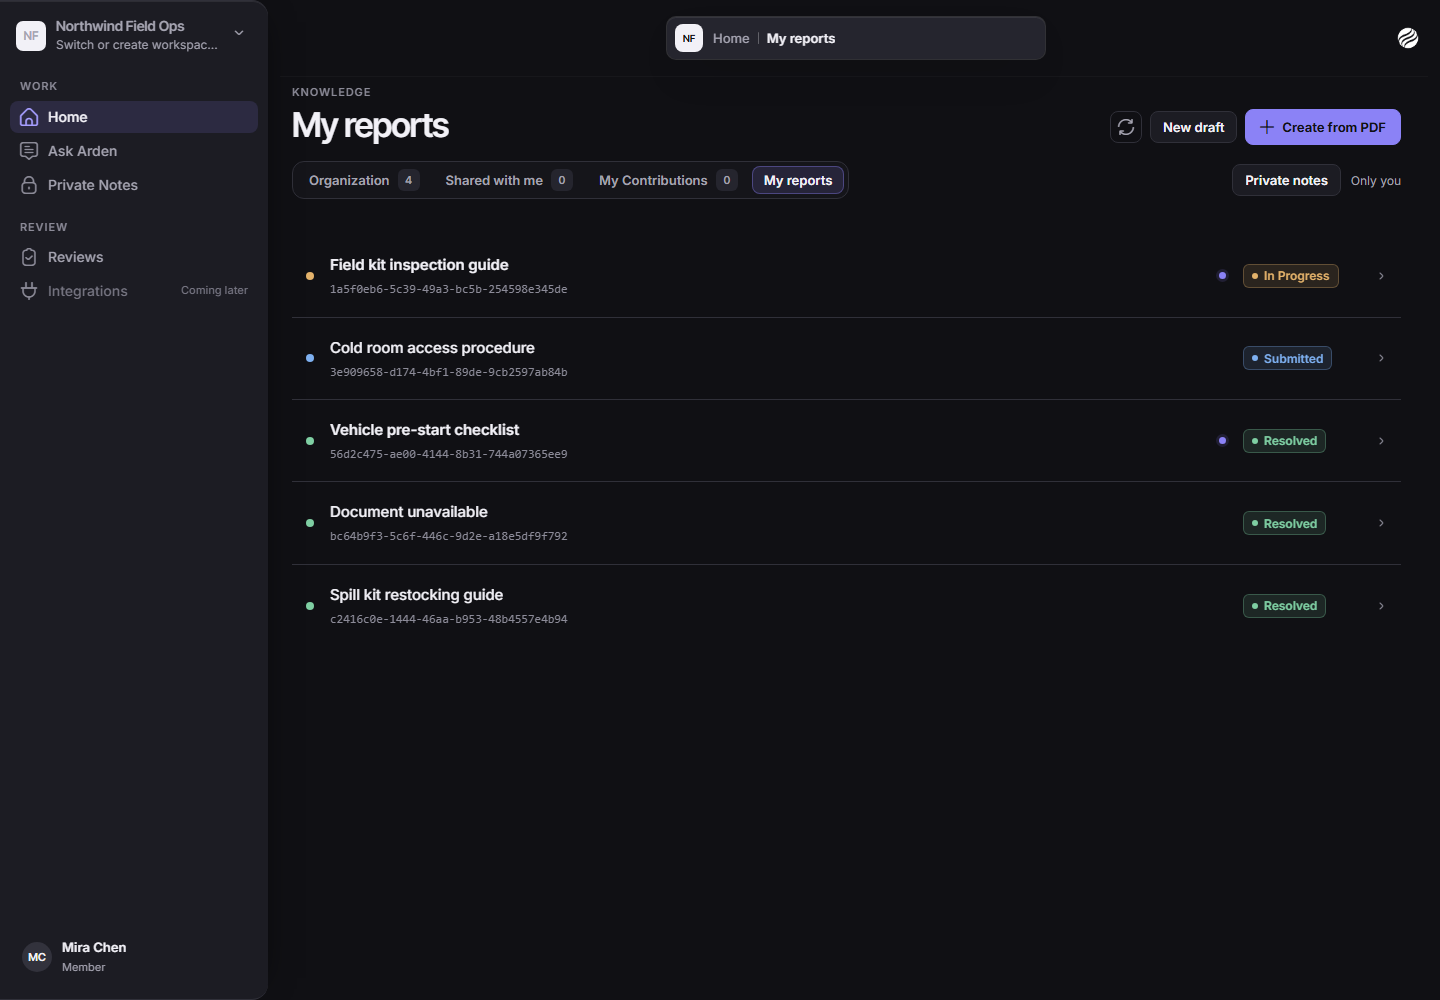 NF
Northwind Field Ops
Switch or create workspac...
WORK
Home
Ask Arden
Private Notes
REVIEW
Reviews
Integrations Coming later
MC
Mira Chen
Member
NF Home | My reports
KNOWLEDGE
My reports
New draft
Create from PDF
Organization 4 Shared with me 0 My Contributions 0 My reports
Private notes Only you
Field kit inspection guide
1a5f0eb6-5c39-49a3-bc5b-254598e345de
In Progress
Cold room access procedure
3e909658-d174-4bf1-89de-9cb2597ab84b
Submitted
Vehicle pre-start checklist
56d2c475-ae00-4144-8b31-744a07365ee9
Resolved
Document unavailable
bc64b9f3-5c6f-446c-9d2e-a18e5df9f792
Resolved
Spill kit restocking guide
c2416c0e-1444-46aa-b953-48b4557e4b94
Resolved